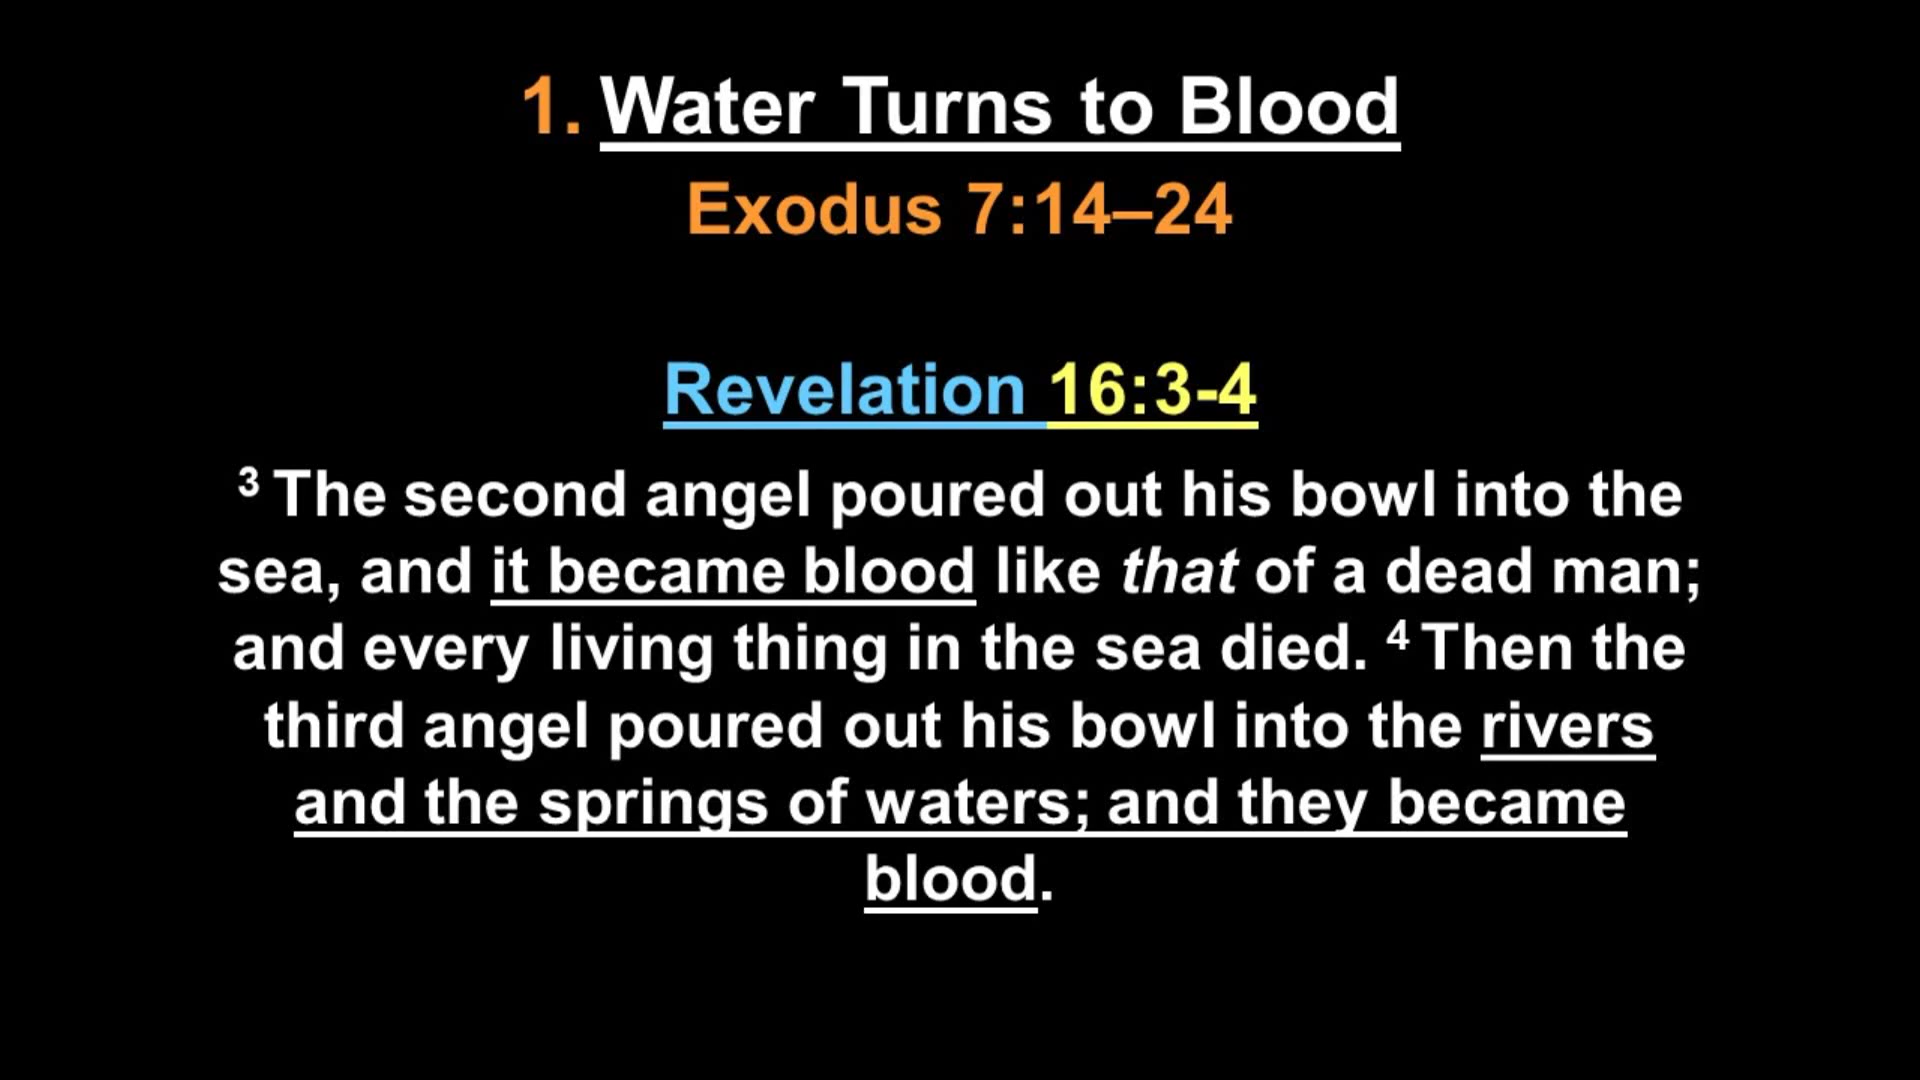 1. Water Turns to Blood
Exodus 7:14–24
Revelation 16:3-4
3 The second angel poured out his bowl into the
sea, and it became blood like that of a dead man;
and every living thing in the sea died. 4 Then the
third angel poured out his bowl into the rivers
and the springs of waters; and they became
blood.